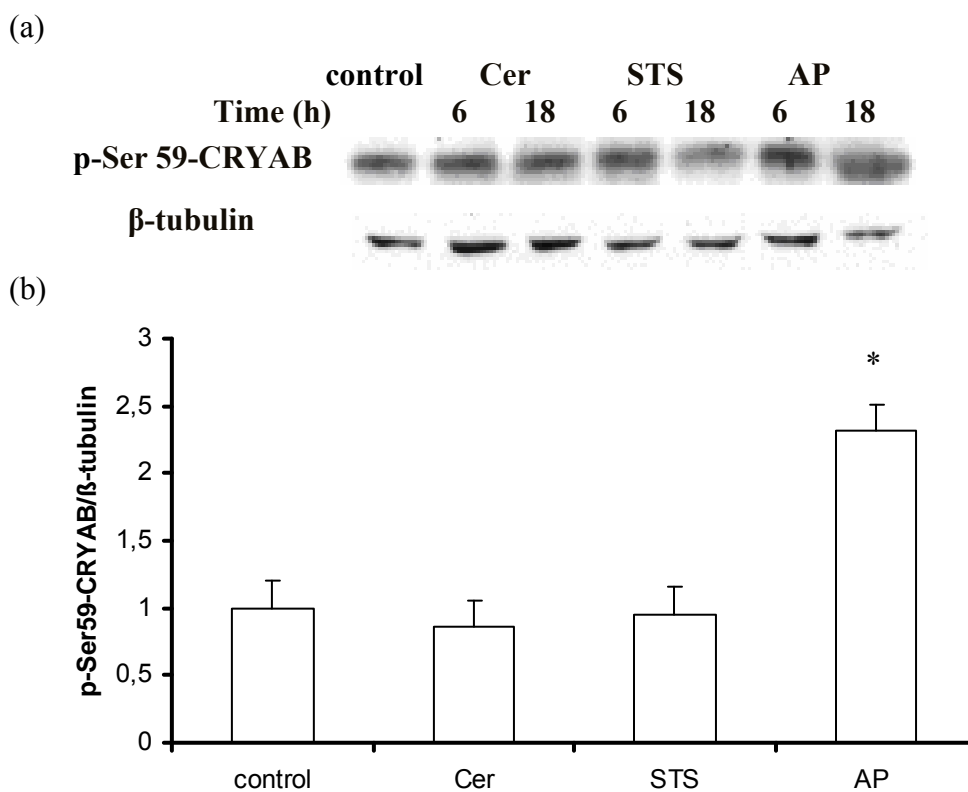 (a)
control Cer STS AP
Time (h) 6 18 6 18 6 18
p-Ser 59-CRYAB
β-tubulin
(b)
p-Ser59-CRYAB/ß-tubulin
3
2,5
2
1,5
1
0,5
0
*
control Cer STS AP